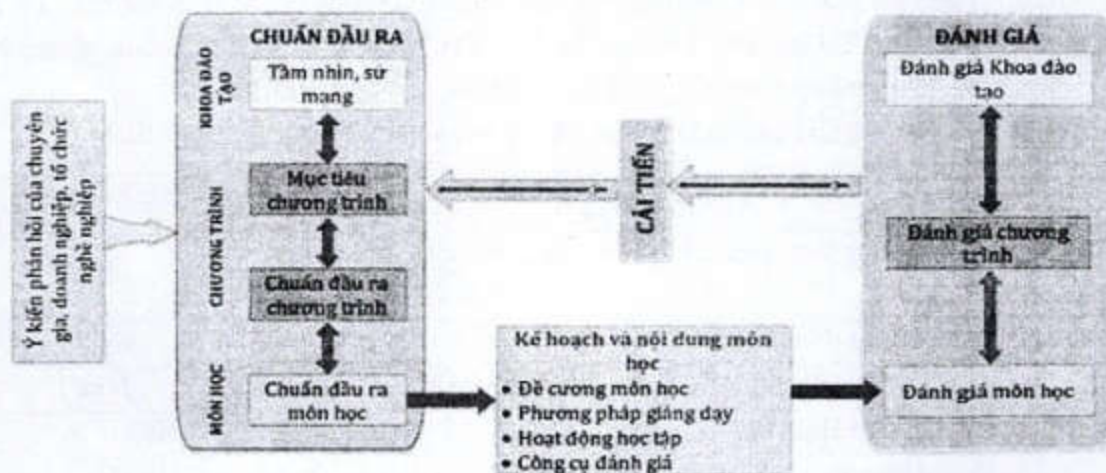 Ý kiến phản hồi của chuyên
gia, doanh nghiệp, tổ chức
nghề nghiệp
CHUẨN ĐẦU RA
KHOA ĐÀO
TẠO
Tầm nhìn, sứ
mang
CHƯƠNG TRÌNH
Mục tiêu
chương trình
Chuẩn đầu ra
chương trình
MÔN HỌC
Chuẩn đầu ra
môn học
Kế hoạch và nội dung môn
học
• Đề cương môn học
• Phương pháp giảng dạy
• Hoạt động học tập
• Công cụ đánh giá
CẢI TIẾN
ĐÁNH GIÁ
Đánh giá Khoa đào
tao
Đánh giá chương
trình
Đánh giá môn học